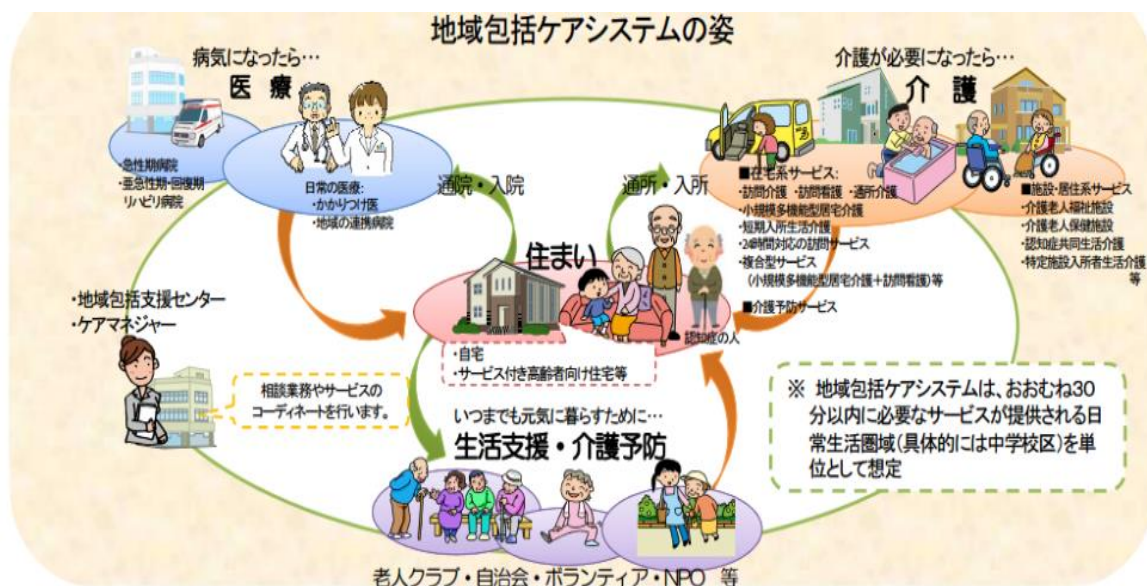 地域包括ケアシステムの姿
病気になったら…
医 療
・急性期病院
・亜急性期・回復期
リハビリ病院
日常の医療:
・かかりつけ医
・地域の連携病院
通院・入院
通所・入所
介護が必要になったら…
介 護
■在宅系サービス:
・訪問介護 ・訪問看護 ・通所介護
・小規模多機能型居宅介護
・短期入所生活介護
・24時間対応の訪問サービス
・複合型サービス
(小規模多機能型居宅介護+訪問看護)等
■介護予防サービス
■施設・居住系サービス
・介護老人福祉施設
・介護老人保健施設
・認知症共同生活介護
・特定施設入所者生活介護
等
住まい
認知症の人
・自宅
・サービス付き高齢者向け住宅等
・地域包括支援センター
・ケアマネジャー
相談業務やサービスの
コーディネートを行います。
いつまでも元気に暮らすために…
生活支援・介護予防
老人クラブ・自治会・ボランティア・NPO 等
※ 地域包括ケアシステムは、おおむね30
分以内に必要なサービスが提供される日
常生活圏域(具体的には中学校区)を単
位として想定